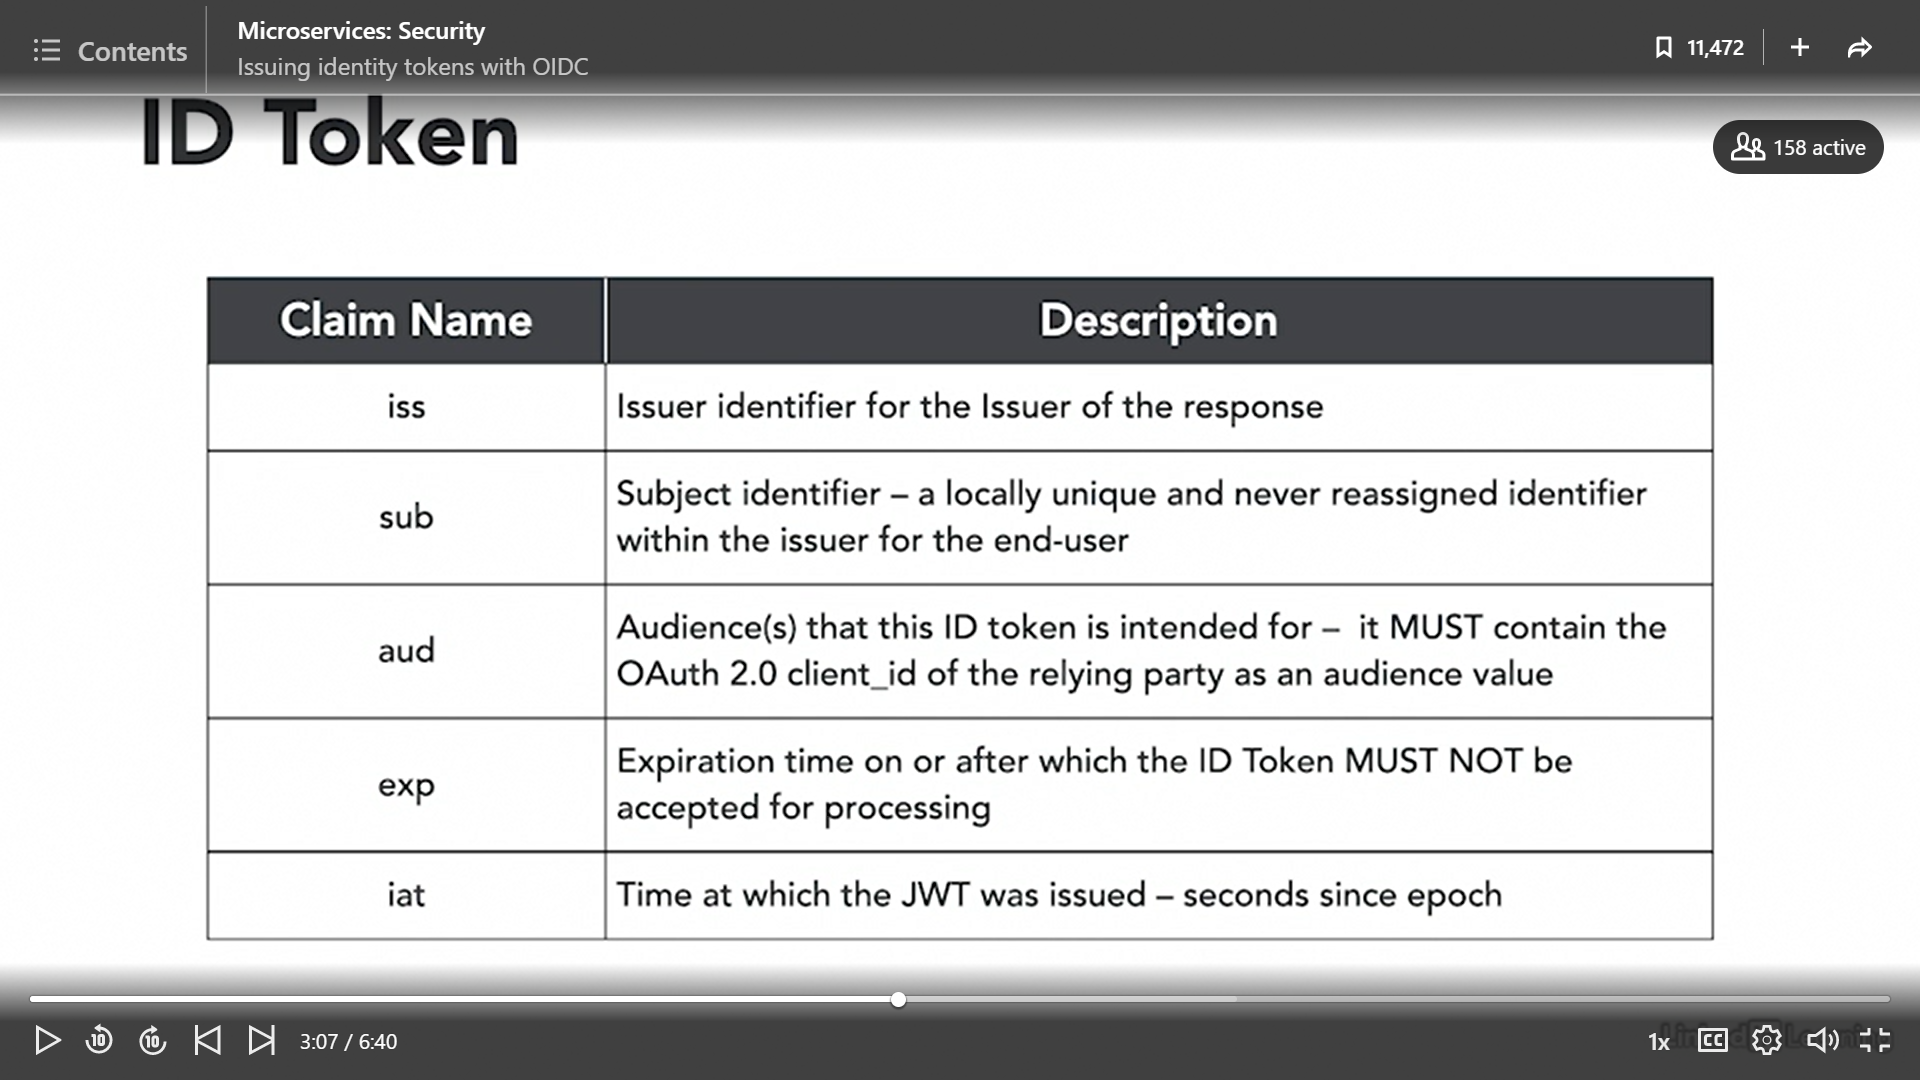 Contents
Microservices: Security
Issuing identity tokens with OIDC
11,472
ID Token
158 active
Claim Name
Description
iss
Issuer identifier for the Issuer of the response
sub
Subject identifier – a locally unique and never reassigned identifier
within the issuer for the end-user
aud
Audience(s) that this ID token is intended for – it MUST contain the
OAuth 2.0 client_id of the relying party as an audience value
exp
Expiration time on or after which the ID Token MUST NOT be
accepted for processing
iat
Time at which the JWT was issued – seconds since epoch
10
10
3:07 / 6:40
1x
CC